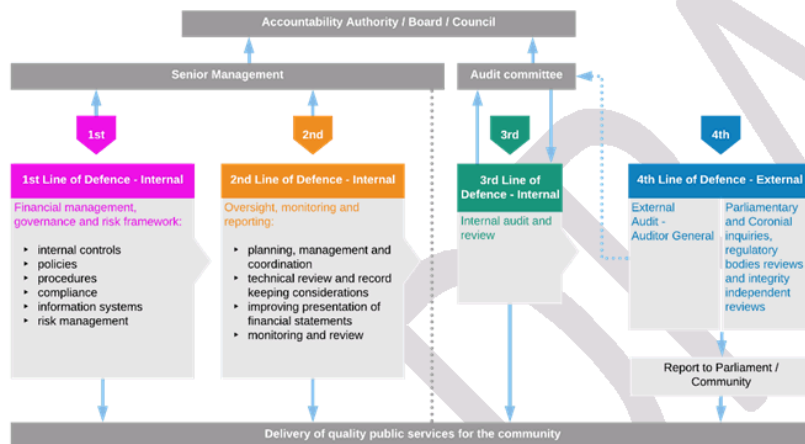 Accountability Authority / Board / Council
Senior Management
Audit committee
1st
2nd
3rd
4th
1st Line of Defence - Internal
Financial management,
governance and risk framework:
internal controls
policies
procedures
compliance
information systems
risk management
2nd Line of Defence - Internal
Oversight, monitoring and
reporting:
planning, management and
coordination
technical review and record
keeping considerations
improving presentation of
financial statements
monitoring and review
3rd Line of
Defence - Internal
Internal audit and
review
4th Line of Defence - External
External
Audit -
Auditor General
Parliamentary
and Coronial
inquiries,
regulatory
bodies reviews
and integrity
independent
reviews
Report to Parliament /
Community
Delivery of quality public services for the community